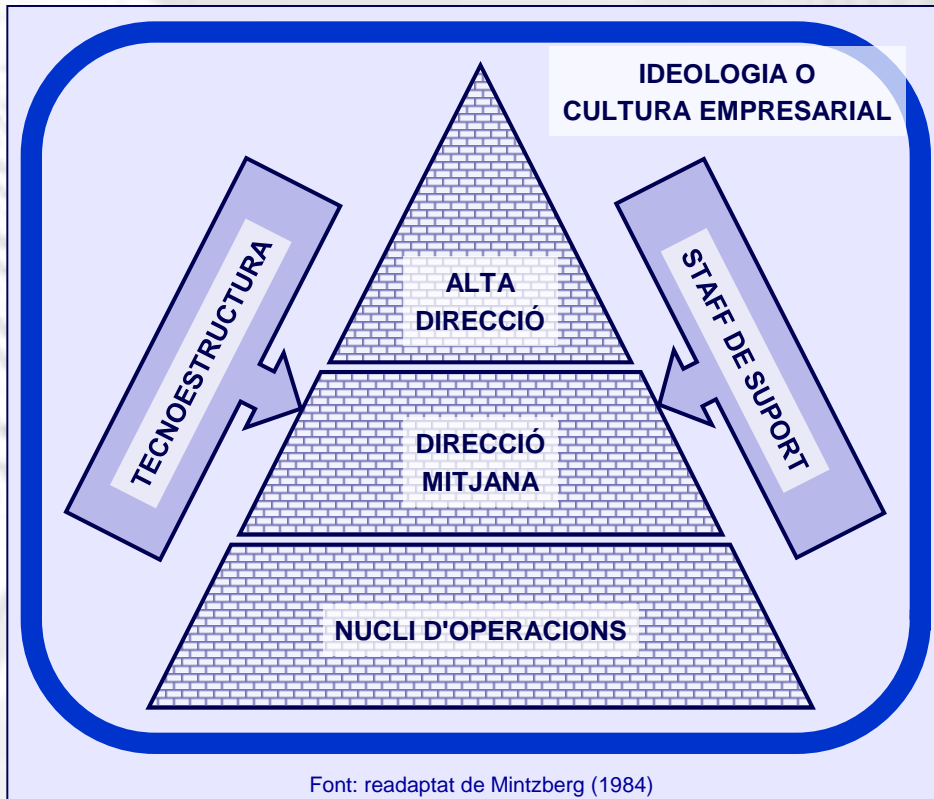 IDEOLOGIA O
CULTURA EMPRESARIAL
TECNOESTRUCTURA
STAFF DE SUPORT
ALTA
DIRECCIÓ
DIRECCIÓ
MITJANA
NUCLI D'OPERACIONS
Font: readaptat de Mintzberg (1984)